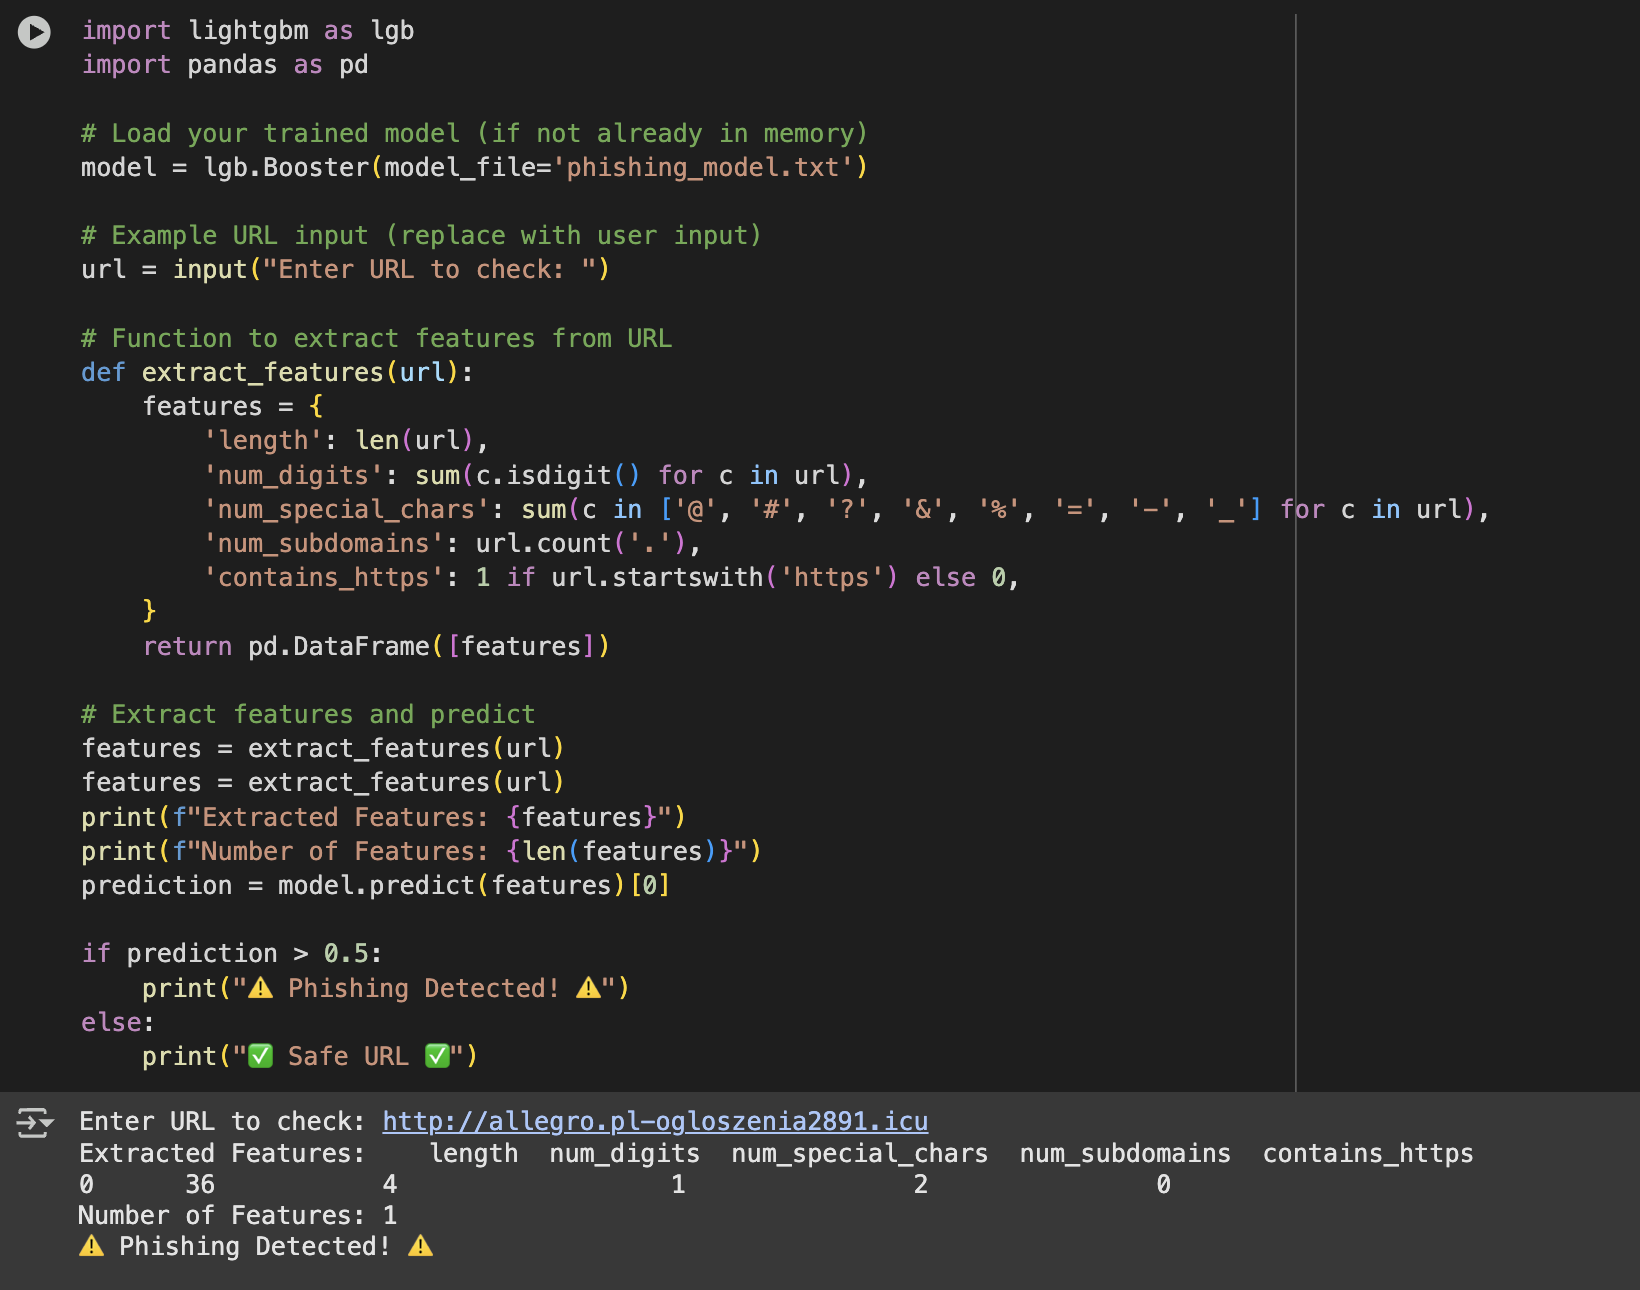 import lightgbm as lgb
import pandas as pd
# Load your trained model (if not already in memory)
model = lgb.Booster(model_file='phishing_model.txt')
# Example URL input (replace with user input)
url = input("Enter URL to check: ")
# Function to extract features from URL
def extract_features(url):
    features = {
        'length': len(url),
        'num_digits': sum(c.isdigit() for c in url),
        'num_special_chars': sum(c in ['@', '#', '?', '&', '%', '=', '-', '_'] for c in url),
        'num_subdomains': url.count('.'),
        'contains_https': 1 if url.startswith('https') else 0,
    }
    return pd.DataFrame([features])
# Extract features and predict
features = extract_features(url)
features = extract_features(url)
print(f"Extracted Features: {features}")
print(f"Number of Features: {len(features)}")
prediction = model.predict(features)[0]
if prediction > 0.5:
    print("⚠️ Phishing Detected! ⚠️")
else:
    print("✅ Safe URL ✅")
Enter URL to check: http://allegro.pl-ogloszenia2891.icu
Extracted Features:    length  num_digits  num_special_chars  num_subdomains  contains_https
0      36           4                  1               2               0
Number of Features: 1
⚠️ Phishing Detected! ⚠️